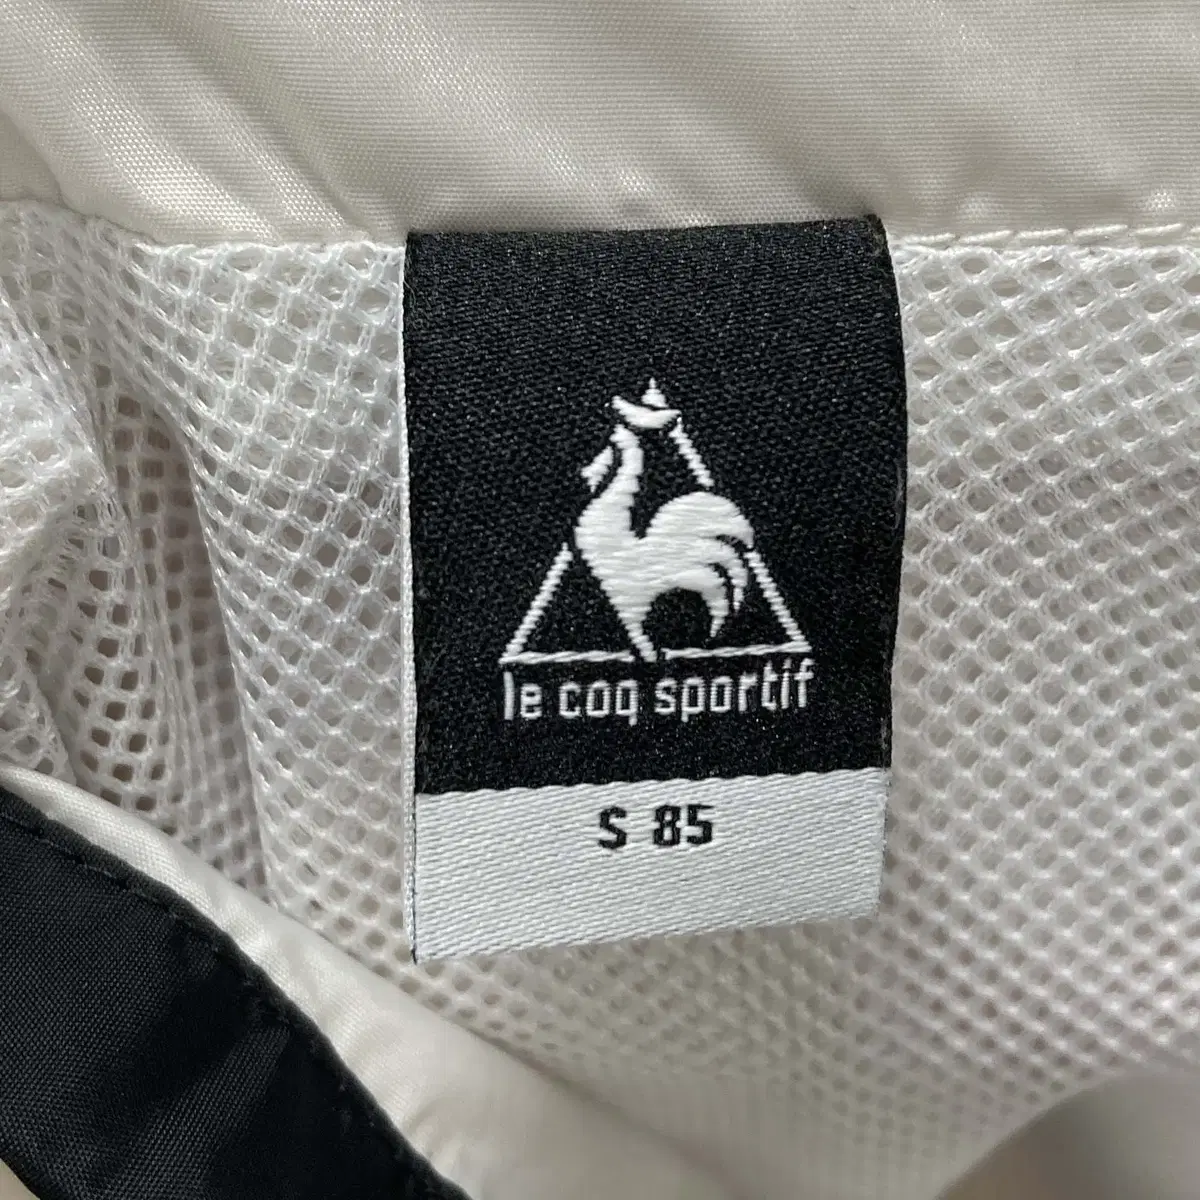 le coq sportif
S 85